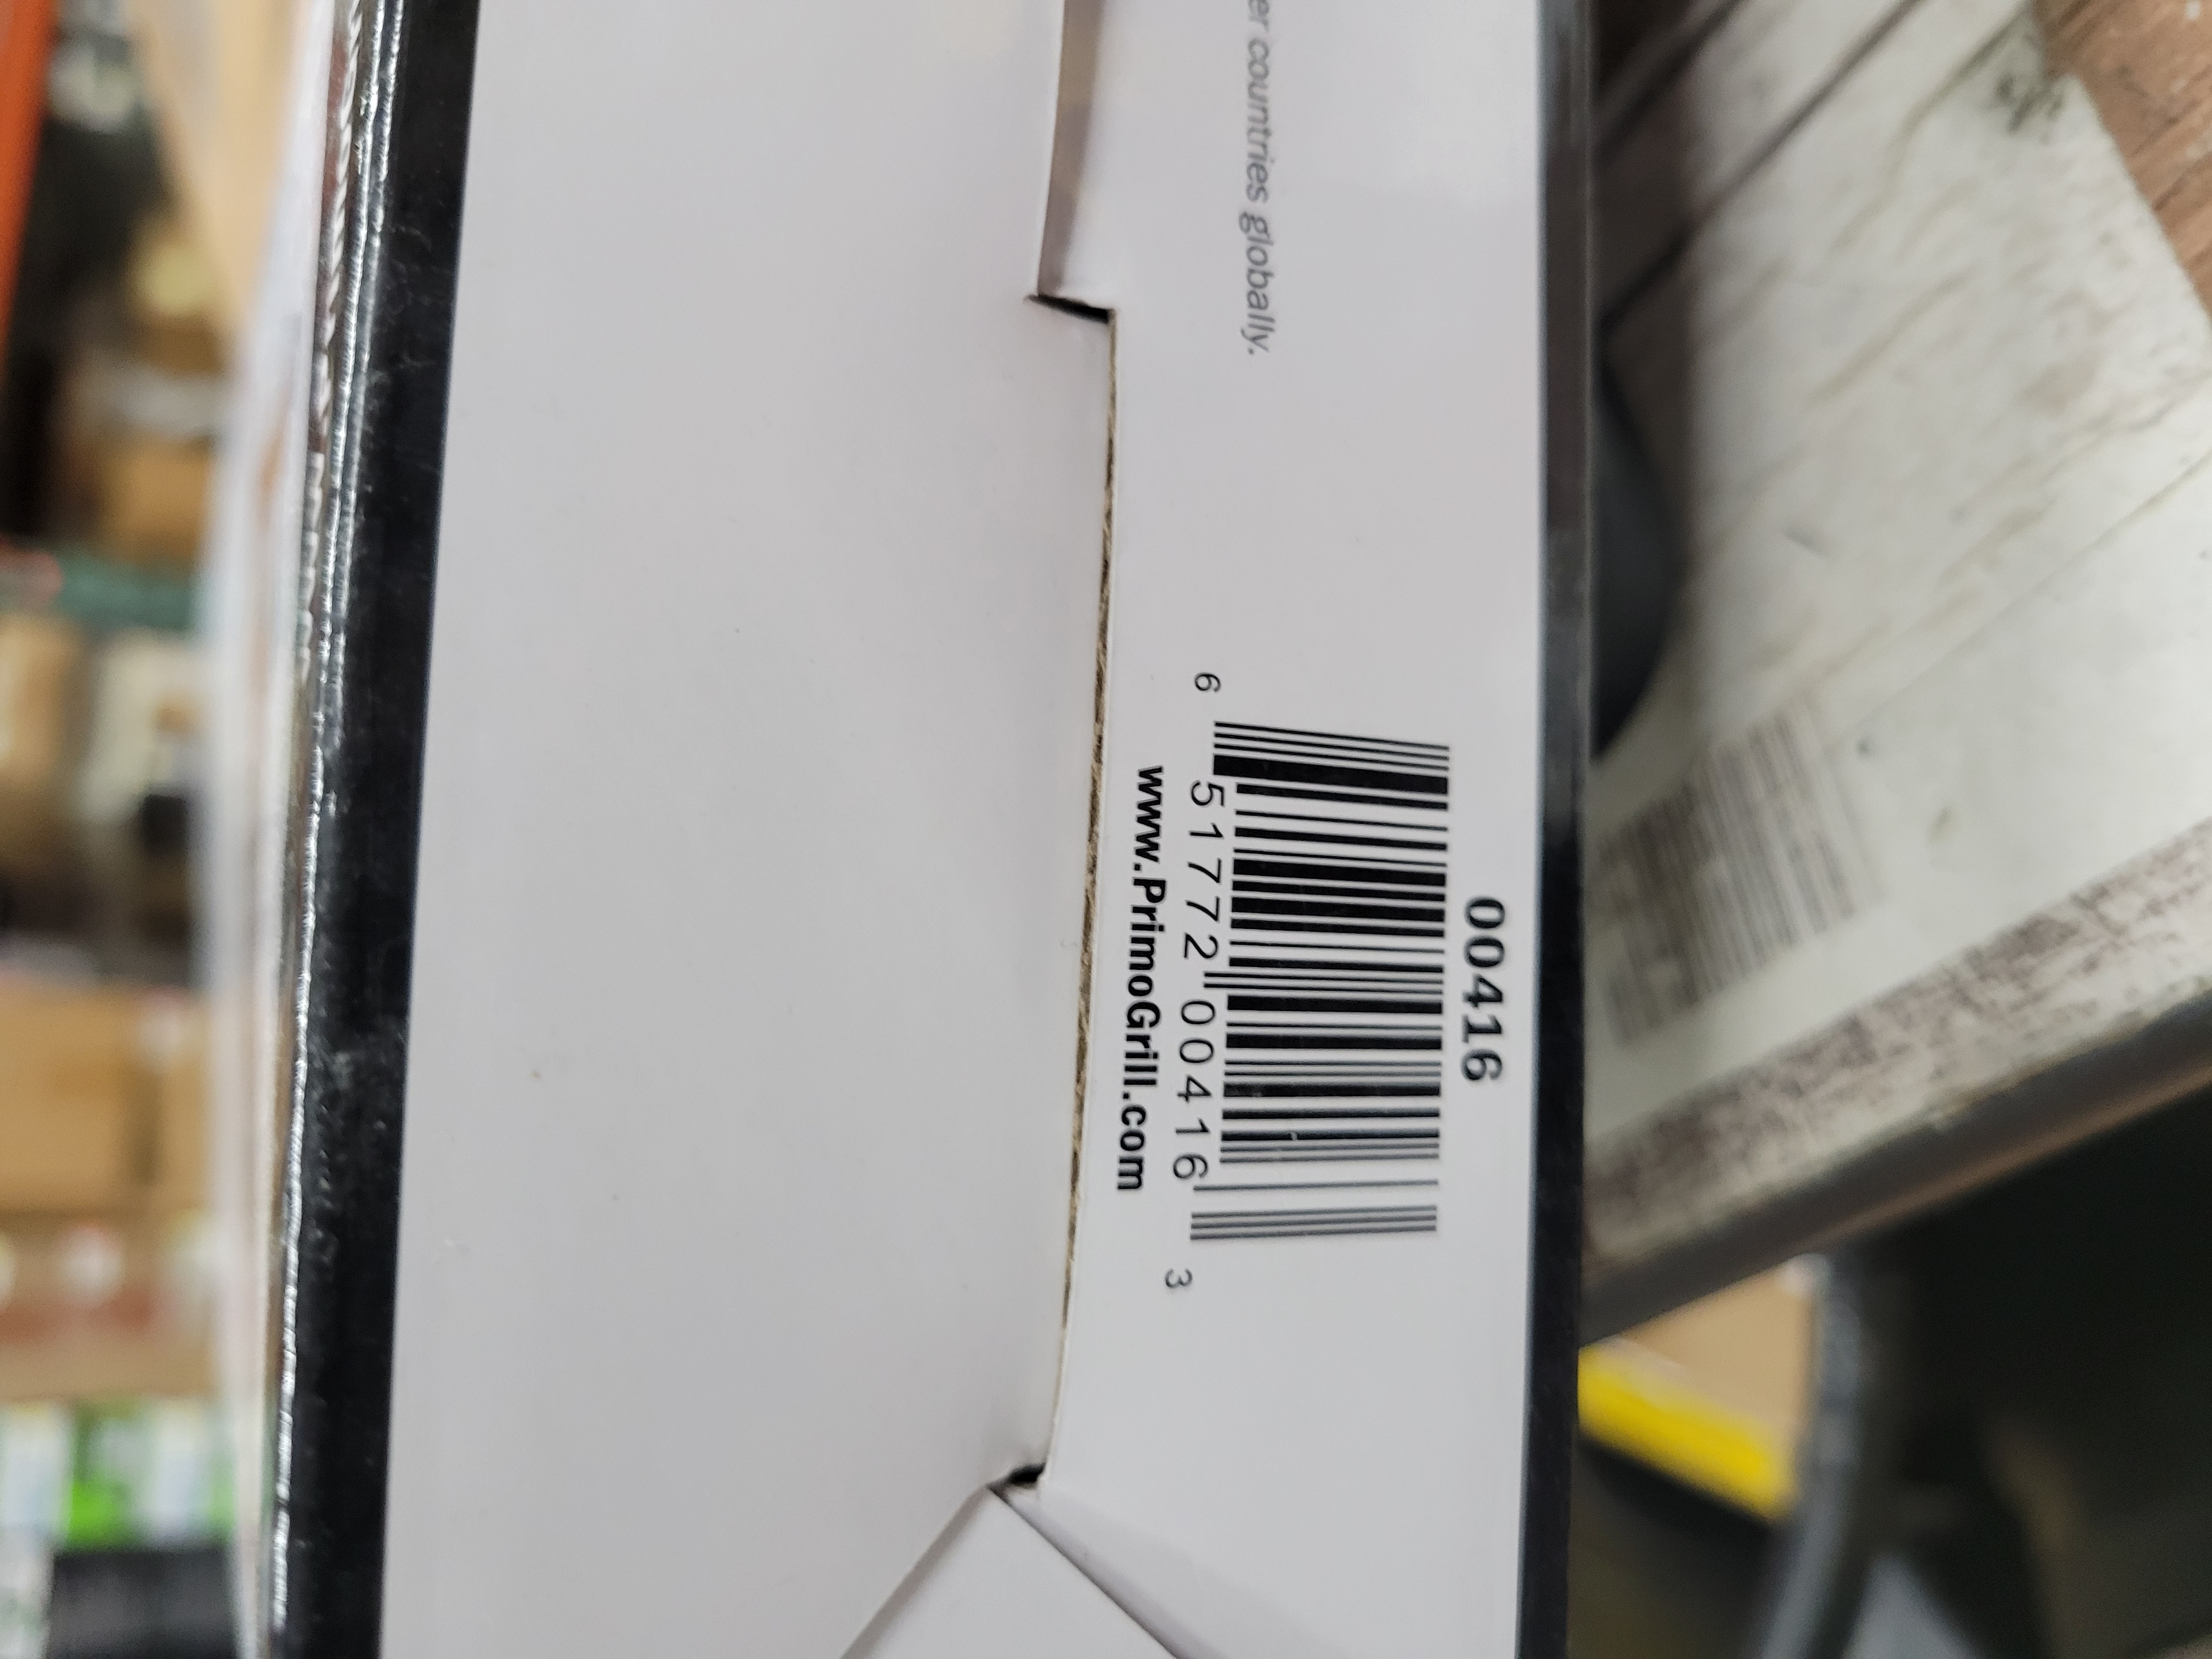 er countries globally.
00416
6 51772 00416 3
www.PrimoGrill.com